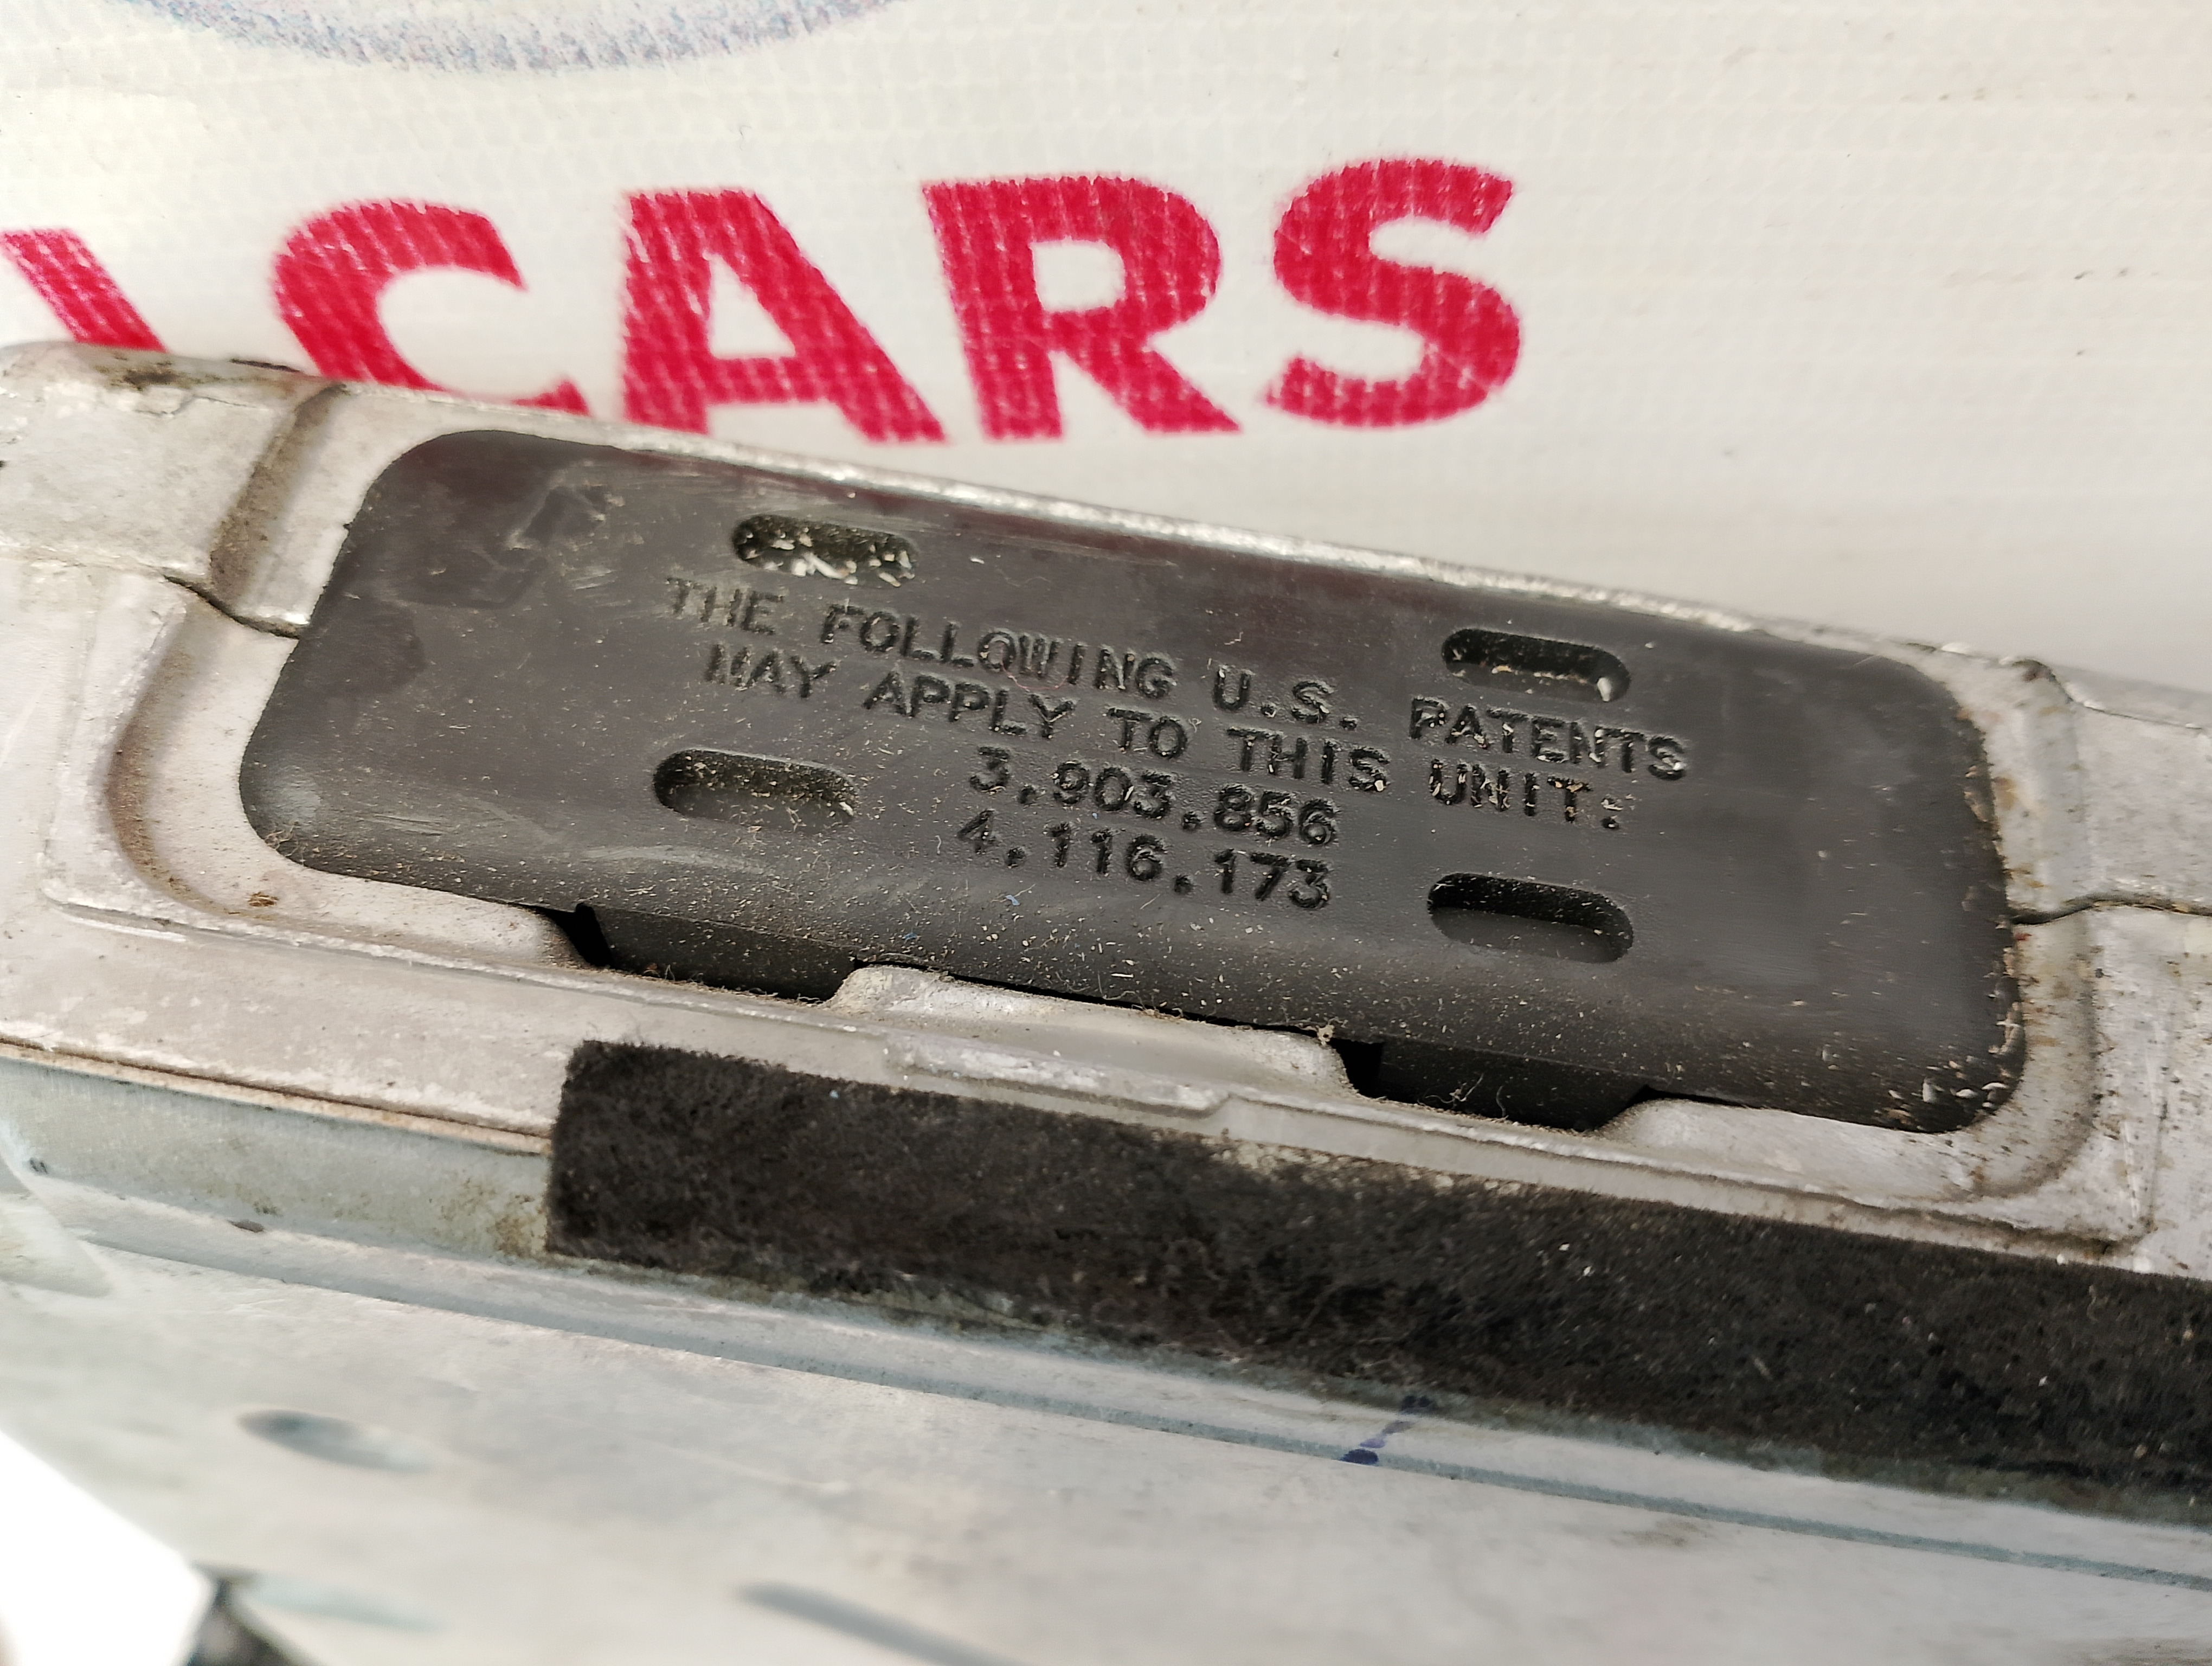 CARS
THE FOLLOWING U.S. PATENTS
MAY APPLY TO THIS UNIT:
3.903.856
4.116.173